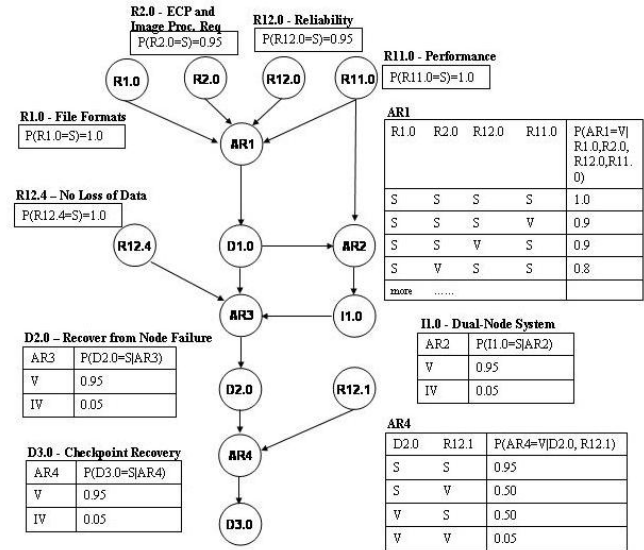 R2.0 - ECP and
Image Proc. Req
P(R2.0=S)=0.95
R12.0 - Reliability
P(R12.0=S)=0.95
R11.0 - Performance
P(R11.0=S)=1.0
R1.0
R2.0
R12.0
R11.0
R1.0 - File Formats
P(R1.0=S)=1.0
AR1
AR1
R1.0 R2.0 R12.0 R11.0 P(AR1=V|
R1.0,R2.0,
R12.0,R11.
0)
S S S S 1.0
S S S V 0.9
S S V S 0.9
S V S S 0.8
more ......
R12.4 – No Loss of Data
P(R12.4=S)=1.0
R12.4
D1.0
AR2
AR3
I1.0
D2.0 – Recover from Node Failure
AR3 P(D2.0=S|AR3)
V 0.95
IV 0.05
I1.0 - Dual-Node System
AR2 P(I1.0=S|AR2)
V 0.95
IV 0.05
D2.0
R12.1
AR4
D3.0
D3.0 - Checkpoint Recovery
AR4 P(D3.0=S|AR4)
V 0.95
IV 0.05
AR4
D2.0 R12.1 P(AR4=V|D2.0, R12.1)
S S 0.95
S V 0.50
V S 0.50
V V 0.05